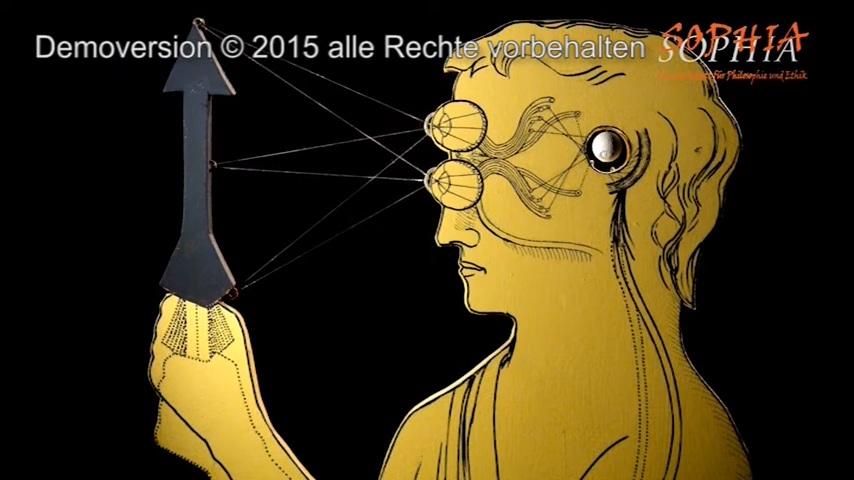 Demoversion © 2015 alle Rechte vorbehalten
SOPHIA
SOPHIA
für Philosophie und Ethik